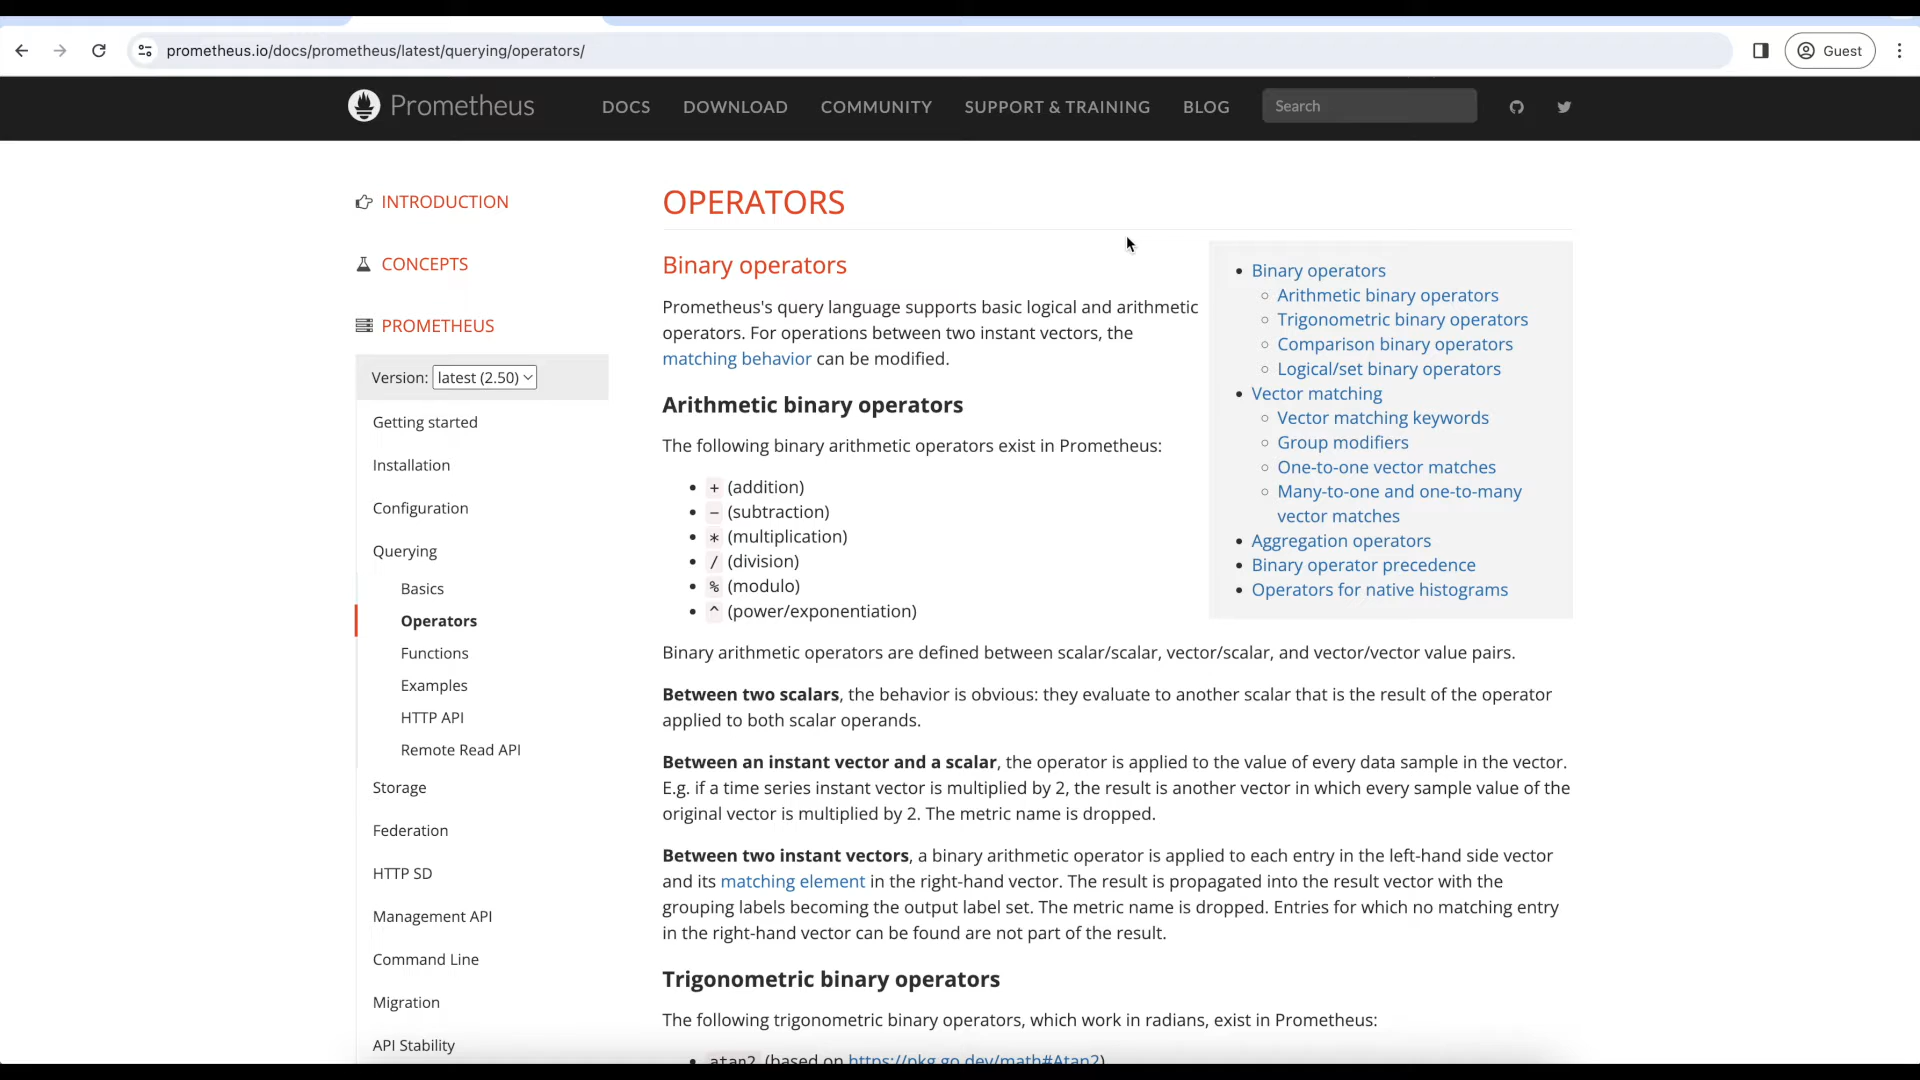 prometheus.io/docs/prometheus/latest/querying/operators/
Guest
Prometheus
DOCS
DOWNLOAD
COMMUNITY
SUPPORT & TRAINING
BLOG
Search
INTRODUCTION
CONCEPTS
PROMETHEUS
Version: latest (2.50)
Getting started
Installation
Configuration
Querying
Basics
Operators
Functions
Examples
HTTP API
Remote Read API
Storage
Federation
HTTP SD
Management API
Command Line
Migration
API Stability
OPERATORS
Binary operators
Prometheus's query language supports basic logical and arithmetic
operators. For operations between two instant vectors, the
matching behavior can be modified.
Arithmetic binary operators
The following binary arithmetic operators exist in Prometheus:
• + (addition)
• - (subtraction)
• * (multiplication)
• / (division)
• % (modulo)
• ^ (power/exponentiation)
• Binary operators
○ Arithmetic binary operators
○ Trigonometric binary operators
○ Comparison binary operators
○ Logical/set binary operators
• Vector matching
○ Vector matching keywords
○ Group modifiers
○ One-to-one vector matches
○ Many-to-one and one-to-many
vector matches
• Aggregation operators
• Binary operator precedence
• Operators for native histograms
Binary arithmetic operators are defined between scalar/scalar, vector/scalar, and vector/vector value pairs.
Between two scalars, the behavior is obvious: they evaluate to another scalar that is the result of the operator
applied to both scalar operands.
Between an instant vector and a scalar, the operator is applied to the value of every data sample in the vector.
E.g. if a time series instant vector is multiplied by 2, the result is another vector in which every sample value of the
original vector is multiplied by 2. The metric name is dropped.
Between two instant vectors, a binary arithmetic operator is applied to each entry in the left-hand side vector
and its matching element in the right-hand vector. The result is propagated into the result vector with the
grouping labels becoming the output label set. The metric name is dropped. Entries for which no matching entry
in the right-hand vector can be found are not part of the result.
Trigonometric binary operators
The following trigonometric binary operators, which work in radians, exist in Prometheus:
• atan2 (based on https://pkg.go.dev/math#Atan2)